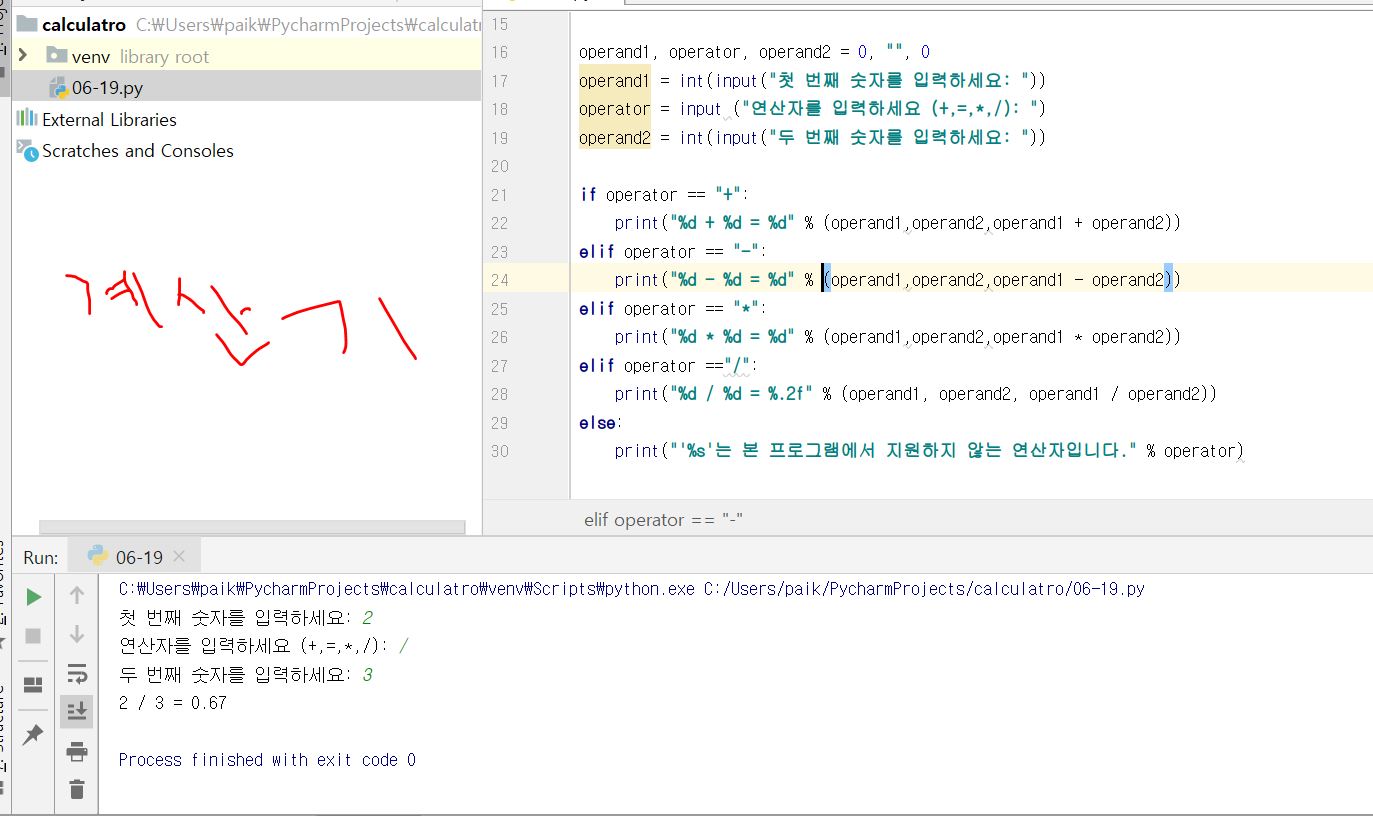 calculatro C:\Users\paik\PycharmProjects\calculat
venv library root
06-19.py
External Libraries
Scratches and Consoles
계산기
15
16 operand1, operator, operand2 = 0, "", 0
17 operand1 = int(input("첫 번째 숫자를 입력하세요: "))
18 operator = input ("연산자를 입력하세요 (+,=,*,/): ")
19 operand2 = int(input("두 번째 숫자를 입력하세요: "))
20
21 if operator == "+":
22 print("%d + %d = %d" % (operand1,operand2,operand1 + operand2))
23 elif operator == "-":
24 print("%d - %d = %d" % (operand1,operand2,operand1 - operand2))
25 elif operator == "*":
26 print("%d * %d = %d" % (operand1,operand2,operand1 * operand2))
27 elif operator =="/":
28 print("%d / %d = %.2f" % (operand1, operand2, operand1 / operand2))
29 else:
30 print("'%s'는 본 프로그램에서 지원하지 않는 연산자입니다." % operator)
elif operator == "-"
Run: 06-19
C:\Users\paik\PycharmProjects\calculatro\venv\Scripts\python.exe C:/Users/paik/PycharmProjects/calculatro/06-19.py
첫 번째 숫자를 입력하세요: 2
연산자를 입력하세요 (+,=,*,/): /
두 번째 숫자를 입력하세요: 3
2 / 3 = 0.67
Process finished with exit code 0